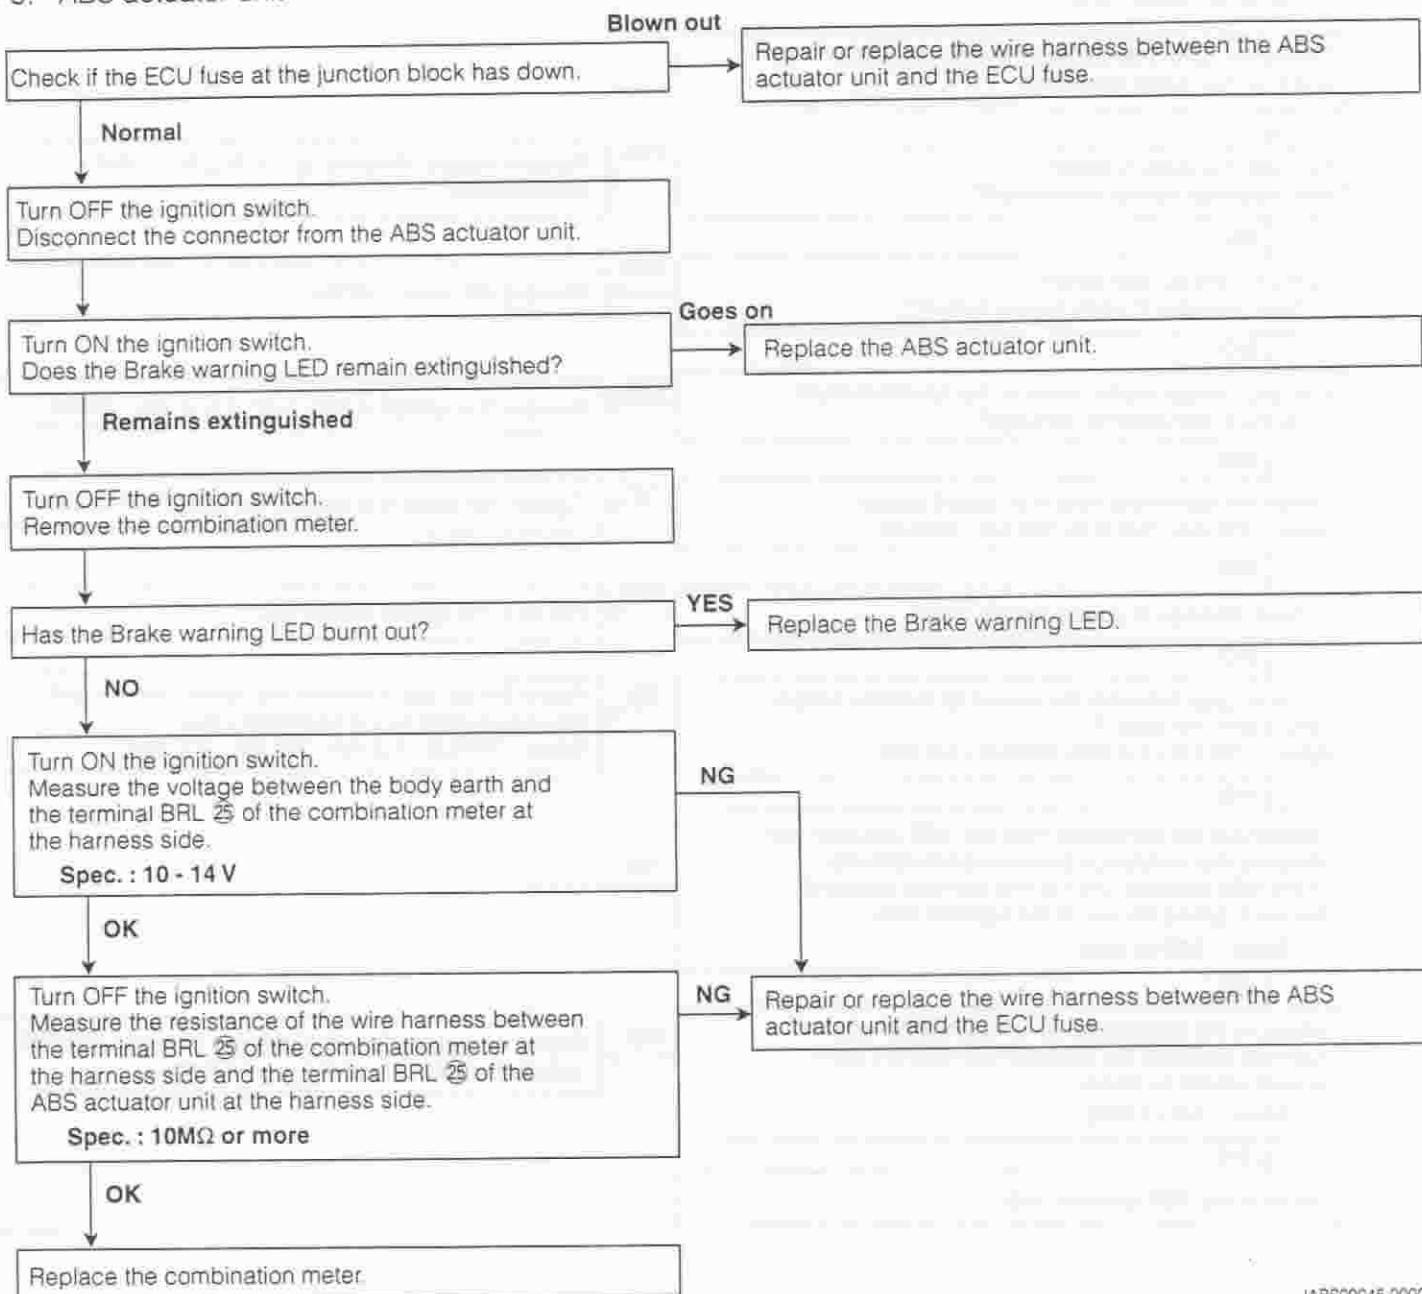 ABS actuator unit
Blown out
Check if the ECU fuse at the junction block has down.
Repair or replace the wire harness between the ABS
actuator unit and the ECU fuse.
Normal
Turn OFF the ignition switch.
Disconnect the connector from the ABS actuator unit.
Goes on
Turn ON the ignition switch.
Does the Brake warning LED remain extinguished?
Replace the ABS actuator unit.
Remains extinguished
Turn OFF the ignition switch.
Remove the combination meter.
Has the Brake warning LED burnt out?
YES
Replace the Brake warning LED.
NO
Turn ON the ignition switch.
Measure the voltage between the body earth and
the terminal BRL ㉕ of the combination meter at
the harness side.
Spec. : 10 - 14 V
NG
OK
Turn OFF the ignition switch.
Measure the resistance of the wire harness between
the terminal BRL ㉕ of the combination meter at
the harness side and the terminal BRL ㉕ of the
ABS actuator unit at the harness side.
Spec. : 10MΩ or more
NG
Repair or replace the wire harness between the ABS
actuator unit and the ECU fuse.
OK
Replace the combination meter